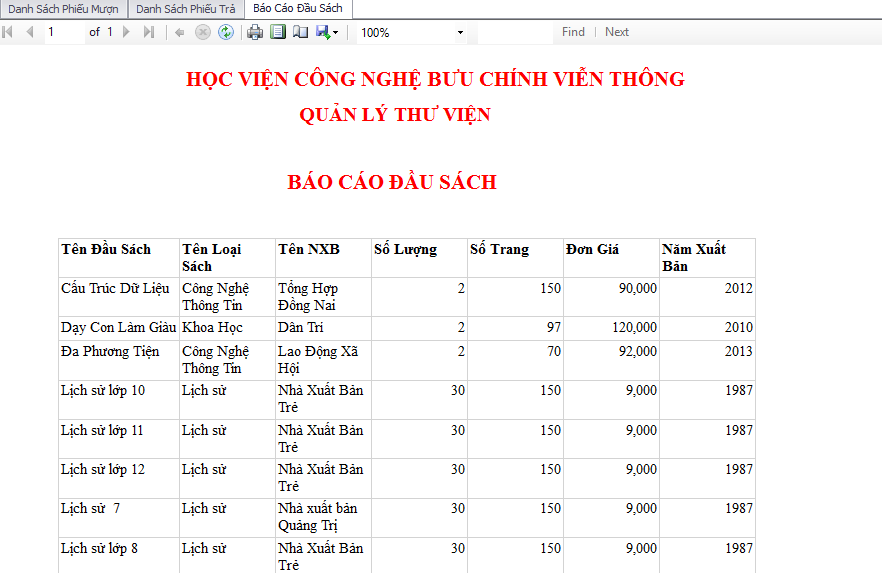 Danh Sách Phiếu Mượn Danh Sách Phiếu Trả Báo Cáo Đầu Sách
1 of 1 100% Find Next
HỌC VIỆN CÔNG NGHỆ BƯU CHÍNH VIỄN THÔNG
QUẢN LÝ THƯ VIỆN
BÁO CÁO ĐẦU SÁCH
Tên Đầu Sách Tên Loại Sách Tên NXB Số Lượng Số Trang Đơn Giá Năm Xuất Bản
Cấu Trúc Dữ Liệu Công Nghệ Thông Tin Tổng Hợp Đồng Nai 2 150 90,000 2012
Dạy Con Làm Giàu Khoa Học Dân Trí 2 97 120,000 2010
Đa Phương Tiện Công Nghệ Thông Tin Lao Động Xã Hội 2 70 92,000 2013
Lịch sử lớp 10 Lịch sử Nhà Xuất Bản Trẻ 30 150 9,000 1987
Lịch sử lớp 11 Lịch sử Nhà Xuất Bản Trẻ 30 150 9,000 1987
Lịch sử lớp 12 Lịch sử Nhà Xuất Bản Trẻ 30 150 9,000 1987
Lịch sử 7 Lịch sử Nhà xuất bản Quảng Trị 30 150 9,000 1987
Lịch sử lớp 8 Lịch sử Nhà Xuất Bản Trẻ 30 150 9,000 1987